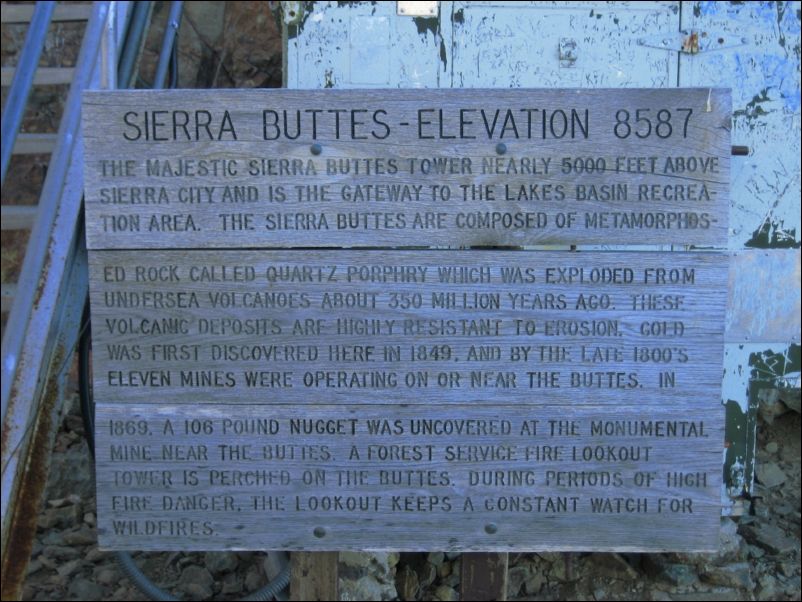 SIERRA BUTTES-ELEVATION 8587
THE MAJESTIC SIERRA BUTTES TOWER NEARLY 5000 FEET ABOVE
SIERRA CITY AND IS THE GATEWAY TO THE LAKES BASIN RECREA-
TION AREA. THE SIERRA BUTTES ARE COMPOSED OF METAMORPHOS-
ED ROCK CALLED QUARTZ PORPHRY WHICH WAS EXPLODED FROM
UNDERSEA VOLCANOES ABOUT 350 MILLION YEARS AGO. THESE
VOLCANIC DEPOSITS ARE HIGHLY RESISTANT TO EROSION. GOLD
WAS FIRST DISCOVERED HERE IN 1849, AND BY THE LATE 1800'S
ELEVEN MINES WERE OPERATING ON OR NEAR THE BUTTES. IN
1869, A 106 POUND NUGGET WAS UNCOVERED AT THE MONUMENTAL
MINE NEAR THE BUTTES. A FOREST SERVICE FIRE LOOKOUT
TOWER IS PERCHED ON THE BUTTES. DURING PERIODS OF HIGH
FIRE DANGER, THE LOOKOUT KEEPS A CONSTANT WATCH FOR
WILDFIRES.